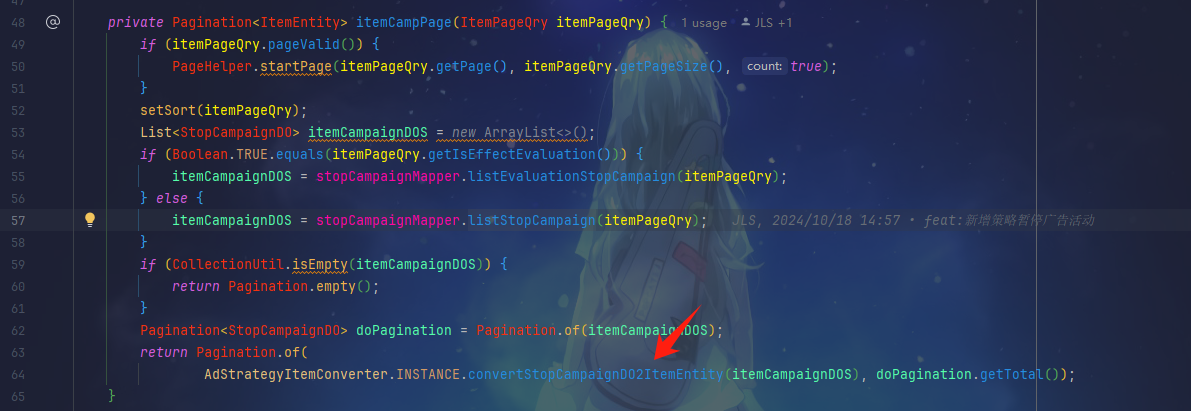 47
48 private Pagination<ItemEntity> itemCampPage(ItemPageQry itemPageQry) { 1 usage JLS +1
49 if (itemPageQry.pageValid()) {
50 PageHelper.startPage(itemPageQry.getPage(), itemPageQry.getPageSize(), count: true);
51 }
52 setSort(itemPageQry);
53 List<StopCampaignDO> itemCampaignDOS = new ArrayList<>();
54 if (Boolean.TRUE.equals(itemPageQry.getIsEffectEvaluation())) {
55 itemCampaignDOS = stopCampaignMapper.listEvaluationStopCampaign(itemPageQry);
56 } else {
57 itemCampaignDOS = stopCampaignMapper.listStopCampaign(itemPageQry); JLS, 2024/10/18 14:57 • feat:新增策略暂停广告活动
58 }
59 if (CollectionUtil.isEmpty(itemCampaignDOS)) {
60 return Pagination.empty();
61 }
62 Pagination<StopCampaignDO> doPagination = Pagination.of(itemCampaignDOS);
63 return Pagination.of(
64 AdStrategyItemConverter.INSTANCE.convertStopCampaignDO2ItemEntity(itemCampaignDOS), doPagination.getTotal());
65 }